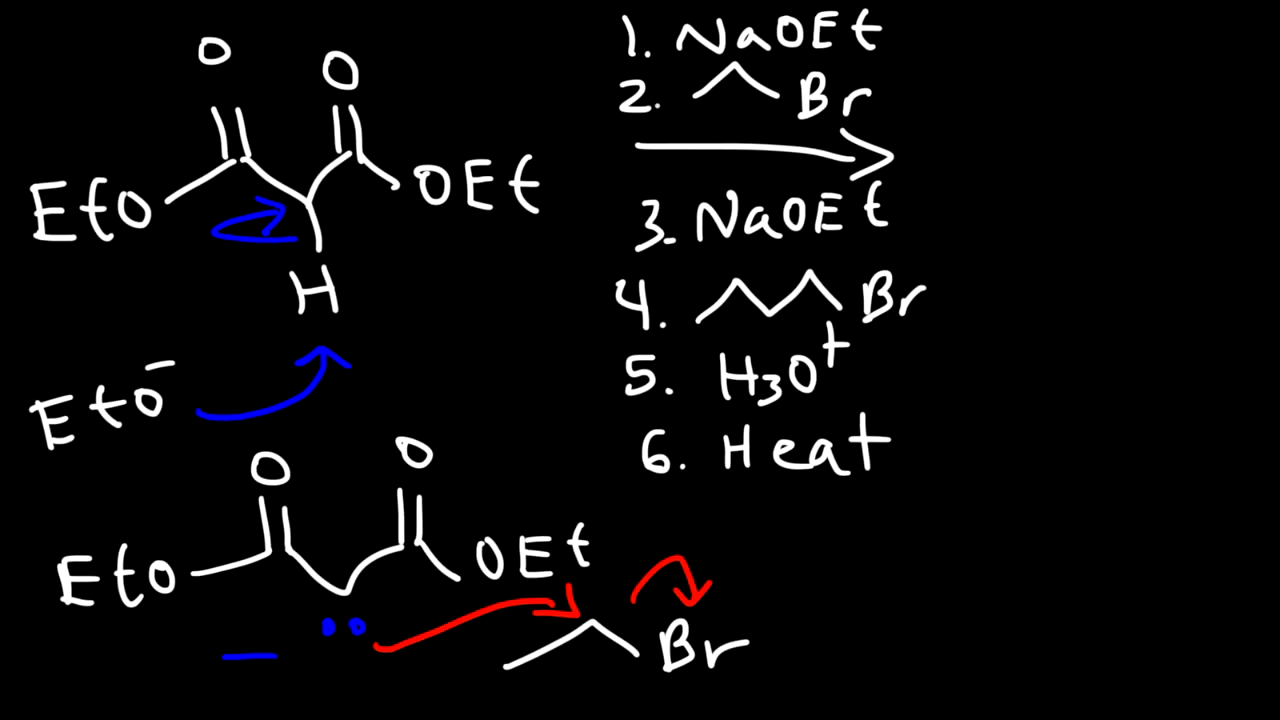 O O
EtO OEt
H
EtO⁻
O O
EtO OEt
Br
1. NaOEt
2. Br
3. NaOEt
4. Br
5. H₃O⁺
6. Heat